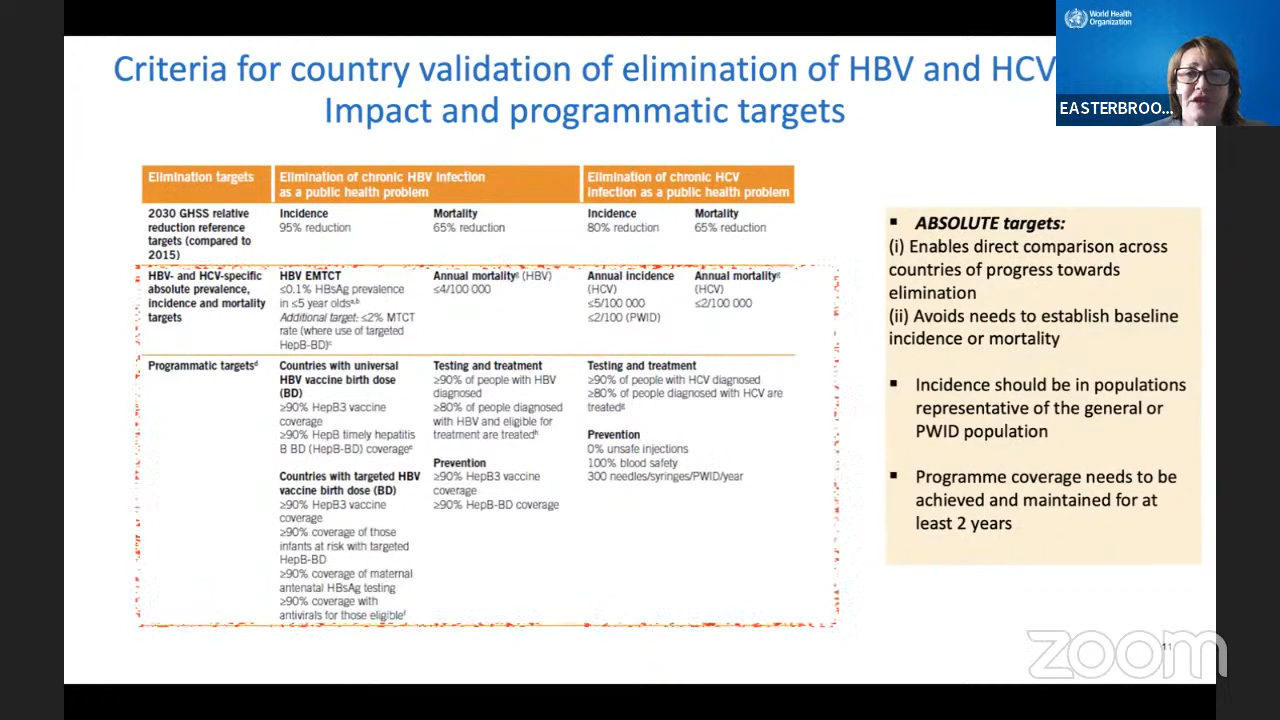 Criteria for country validation of elimination of HBV and HCV
Impact and programmatic targets
World Health
Organization
EASTERBROO...
Elimination targets
Elimination of chronic HBV infection
as a public health problem
Elimination of chronic HCV
infection as a public health problem
2030 GHSS relative
reduction reference
targets (compared to
2015)
Incidence
95% reduction
Mortality
65% reduction
Incidence
80% reduction
Mortality
65% reduction
HBV- and HCV-specific
absolute prevalence,
incidence and mortality
targets
HBV EMTCT
≤0.1% HBsAg prevalence
in ≤5 year oldsᵃ,ᵇ
Additional target: ≤2% MTCT
rate (where use of targeted
HepB-BD)ᶜ
Annual mortalityᵍ (HBV)
≤4/100 000
Annual incidence
(HCV)
≤5/100 000
≤2/100 (PWID)
Annual mortalityᵍ
(HCV)
≤2/100 000
Programmatic targetsᵈ
Countries with universal
HBV vaccine birth dose
(BD)
≥90% HepB3 vaccine
coverage
≥90% HepB timely hepatitis
B BD (HepB-BD) coverageᵉ
Countries with targeted HBV
vaccine birth dose (BD)
≥90% HepB3 vaccine
coverage
≥90% coverage of those
infants at risk with targeted
HepB-BD
≥90% coverage of maternal
antenatal HBsAg testing
≥90% coverage with
antivirals for those eligibleᶠ
Testing and treatment
≥90% of people with HBV
diagnosed
≥80% of people diagnosed
with HBV and eligible for
treatment are treatedʰ
Prevention
≥90% HepB3 vaccine
coverage
≥90% HepB-BD coverage
Testing and treatment
≥90% of people with HCV diagnosed
≥80% of people diagnosed with HCV are
treatedᵍ
Prevention
0% unsafe injections
100% blood safety
300 needles/syringes/PWID/year
▪ ABSOLUTE targets:
(i) Enables direct comparison across
countries of progress towards
elimination
(ii) Avoids needs to establish baseline
incidence or mortality
▪ Incidence should be in populations
representative of the general or
PWID population
▪ Programme coverage needs to be
achieved and maintained for at
least 2 years
zoom
11